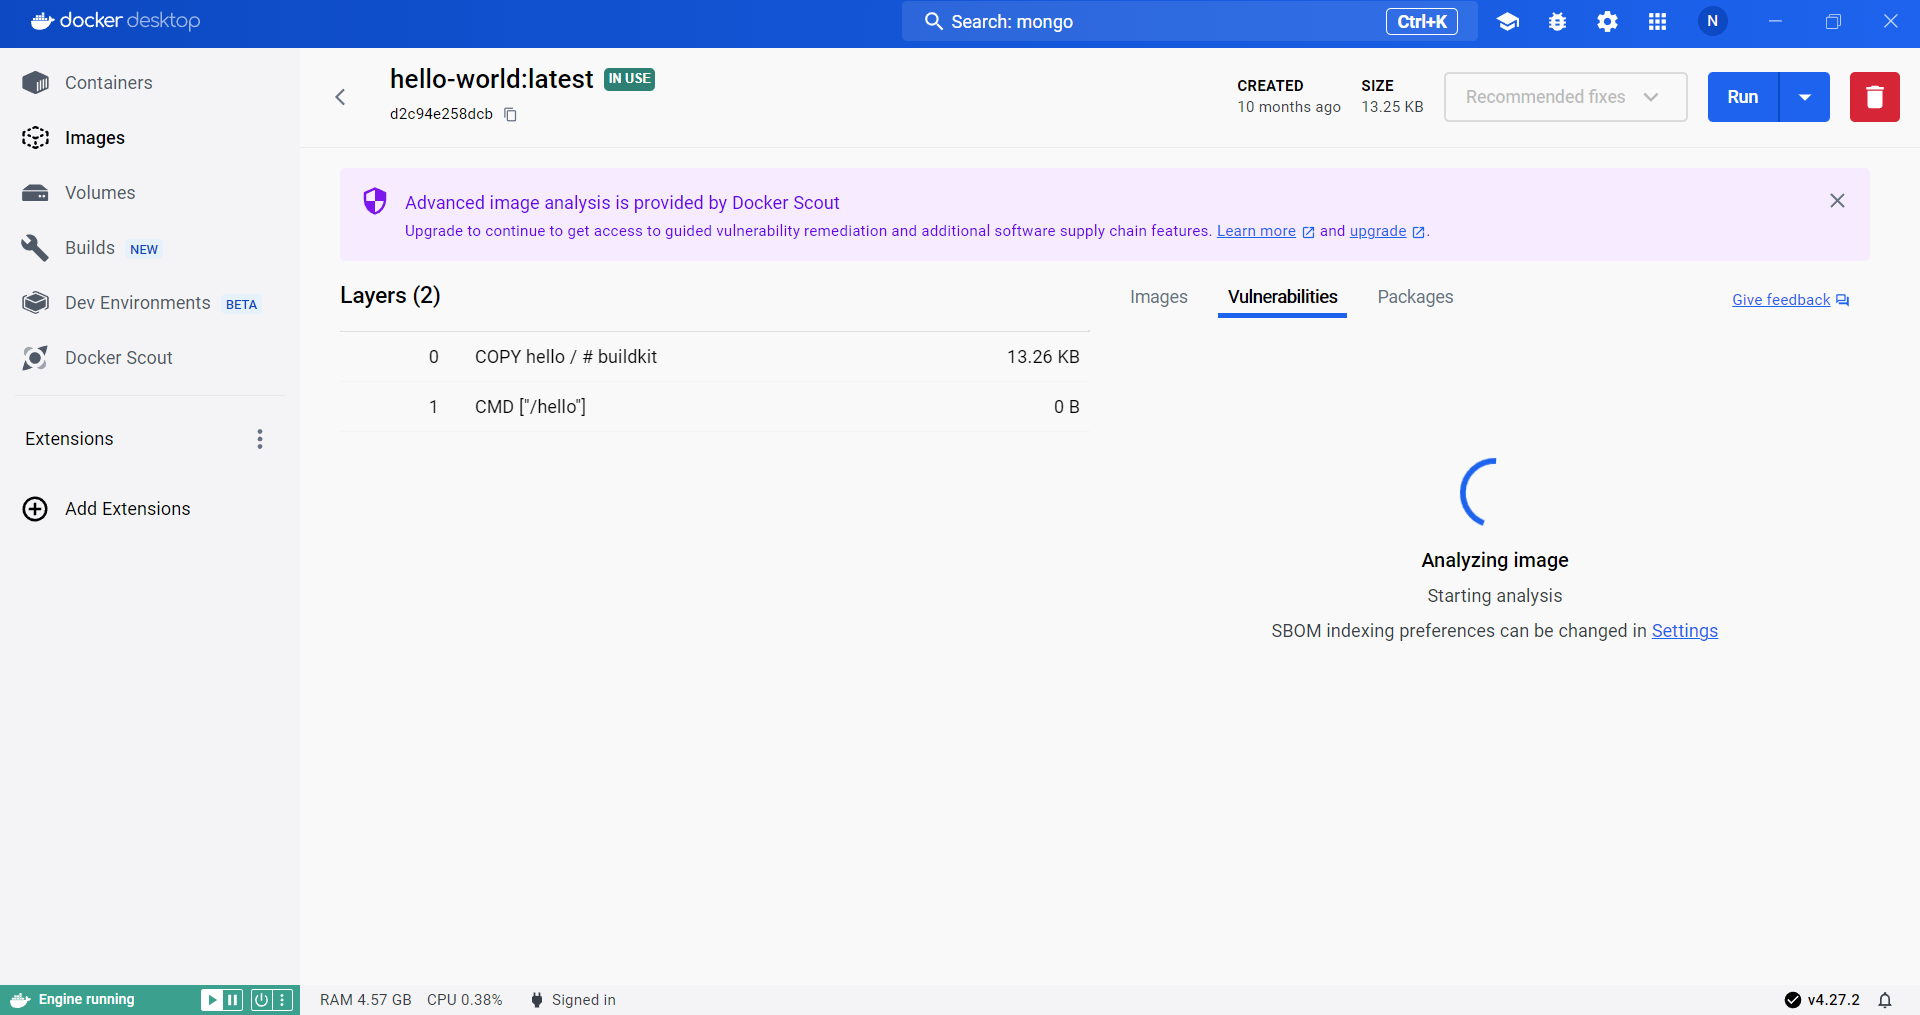 docker desktop
Search: mongo
Ctrl+K
N
Containers
Images
Volumes
Builds NEW
Dev Environments BETA
Docker Scout
Extensions
Add Extensions
hello-world:latest IN USE
d2c94e258dcb
CREATED
10 months ago
SIZE
13.25 KB
Recommended fixes
Run
Advanced image analysis is provided by Docker Scout
Upgrade to continue to get access to guided vulnerability remediation and additional software supply chain features. Learn more and upgrade .
Layers (2)
0 COPY hello / # buildkit 13.26 KB
1 CMD ["/hello"] 0 B
Images Vulnerabilities Packages
Give feedback
Analyzing image
Starting analysis
SBOM indexing preferences can be changed in Settings
Engine running
RAM 4.57 GB CPU 0.38% Signed in
v4.27.2